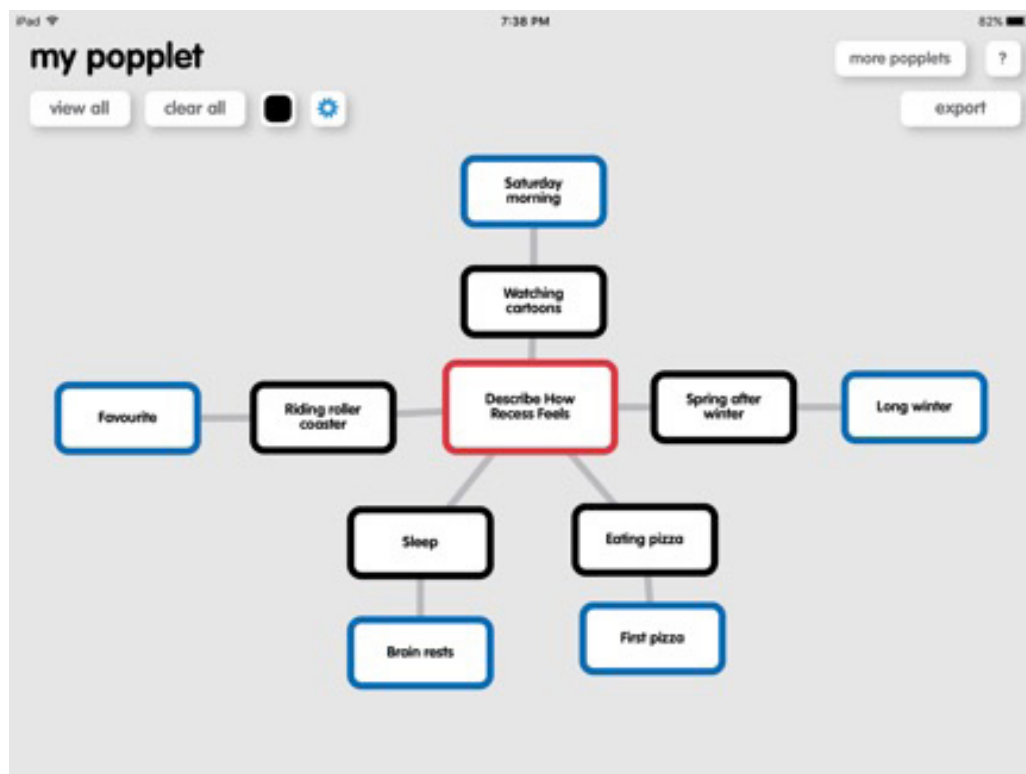 iPad 7:38 PM 82%
my popplet
more popplets ?
view all clear all export
Saturday
morning
Watching
cartoons
Favourite
Riding roller
coaster
Describe How
Recess Feels
Spring after
winter
Long winter
Sleep
Eating pizza
Brain rests
First pizza